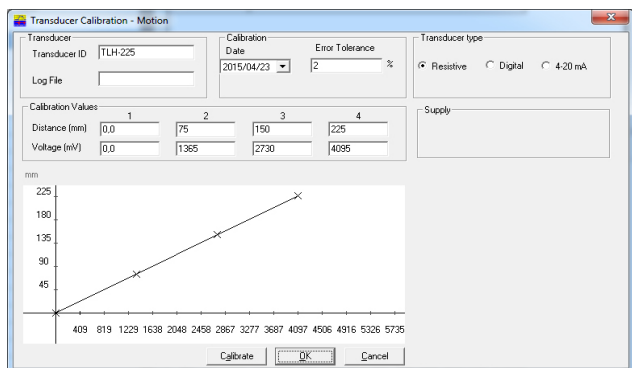 Transducer Calibration - Motion
Transducer
Transducer ID TLH-225
Log File
Calibration
Date Error Tolerance
2015/04/23 2 %
Transducer type
Resistive Digital 4-20 mA
Calibration Values
1 2 3 4
Distance (mm) 0,0 75 150 225
Voltage (mV) 0,0 1365 2730 4095
Supply
mm
225
180
135
90
45
409 819 1229 1638 2048 2458 2867 3277 3687 4097 4506 4916 5326 5735
Calibrate OK Cancel